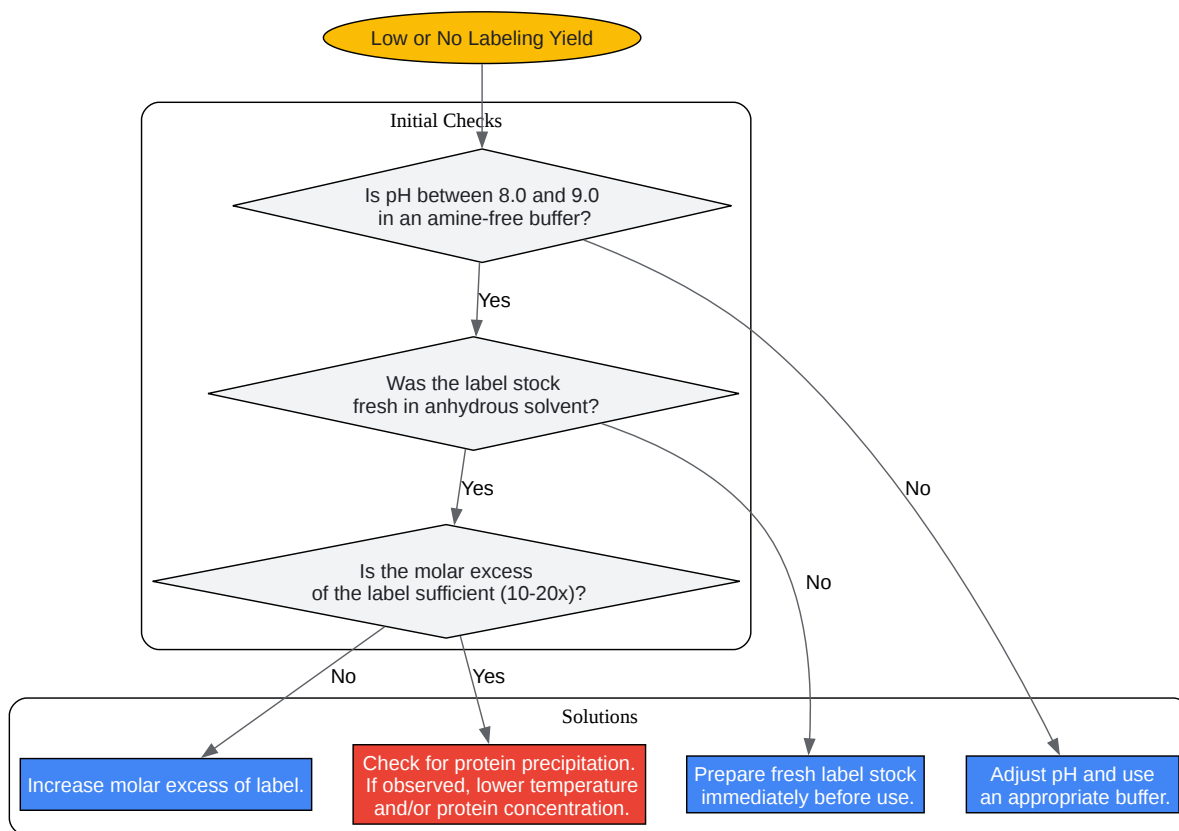 Low or No Labeling Yield
Initial Checks
Is pH between 8.0 and 9.0
in an amine-free buffer?
Yes
Was the label stock
fresh in anhydrous solvent?
No
Yes
Is the molar excess
of the label sufficient (10-20x)?
No
No
Yes
Solutions
Increase molar excess of label.
Check for protein precipitation.
If observed, lower temperature
and/or protein concentration.
Prepare fresh label stock
immediately before use.
Adjust pH and use
an appropriate buffer.